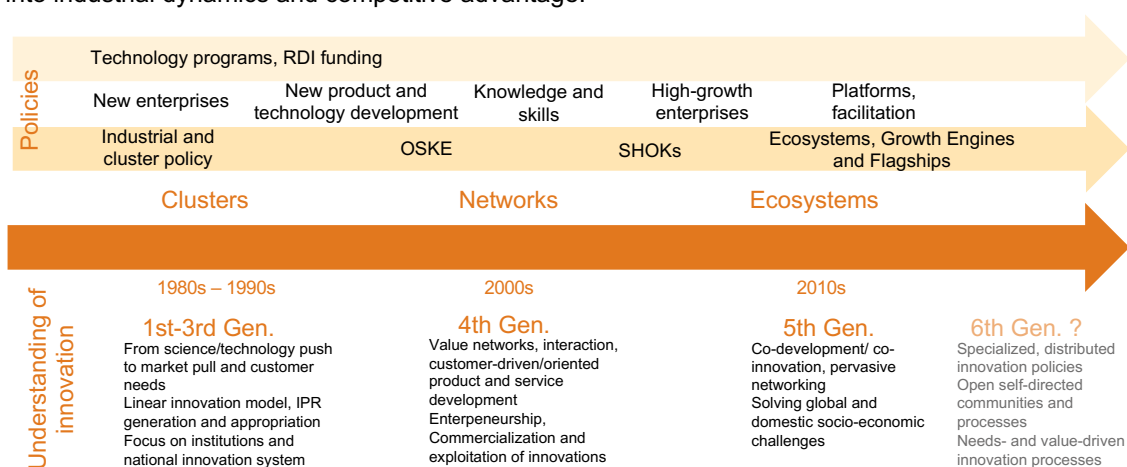 into industrial dynamics and competitive advantage.
Policies
Technology programs, RDI funding
New enterprises
New product and
technology development
Knowledge and
skills
High-growth
enterprises
Platforms,
facilitation
Industrial and
cluster policy
OSKE
SHOKs
Ecosystems, Growth Engines
and Flagships
Clusters
Networks
Ecosystems
1980s – 1990s
2000s
2010s
Understanding of
innovation
1st-3rd Gen.
From science/technology push
to market pull and customer
needs
Linear innovation model, IPR
generation and appropriation
Focus on institutions and
national innovation system
4th Gen.
Value networks, interaction,
customer-driven/oriented
product and service
development
Enterpeneurship,
Commercialization and
exploitation of innovations
5th Gen.
Co-development/ co-
innovation, pervasive
networking
Solving global and
domestic socio-economic
challenges
6th Gen. ?
Specialized, distributed
innovation policies
Open self-directed
communities and
processes
Needs- and value-driven
innovation processes